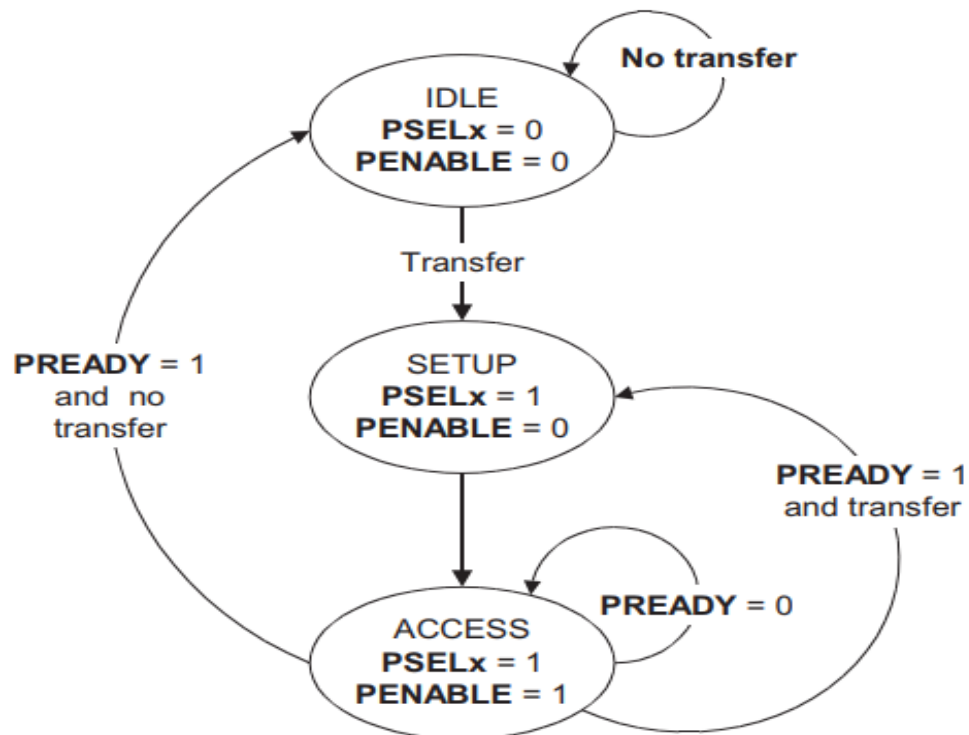 No transfer
IDLE
PSELx = 0
PENABLE = 0
Transfer
SETUP
PSELx = 1
PENABLE = 0
PREADY = 1
and no
transfer
PREADY = 1
and transfer
PREADY = 0
ACCESS
PSELx = 1
PENABLE = 1